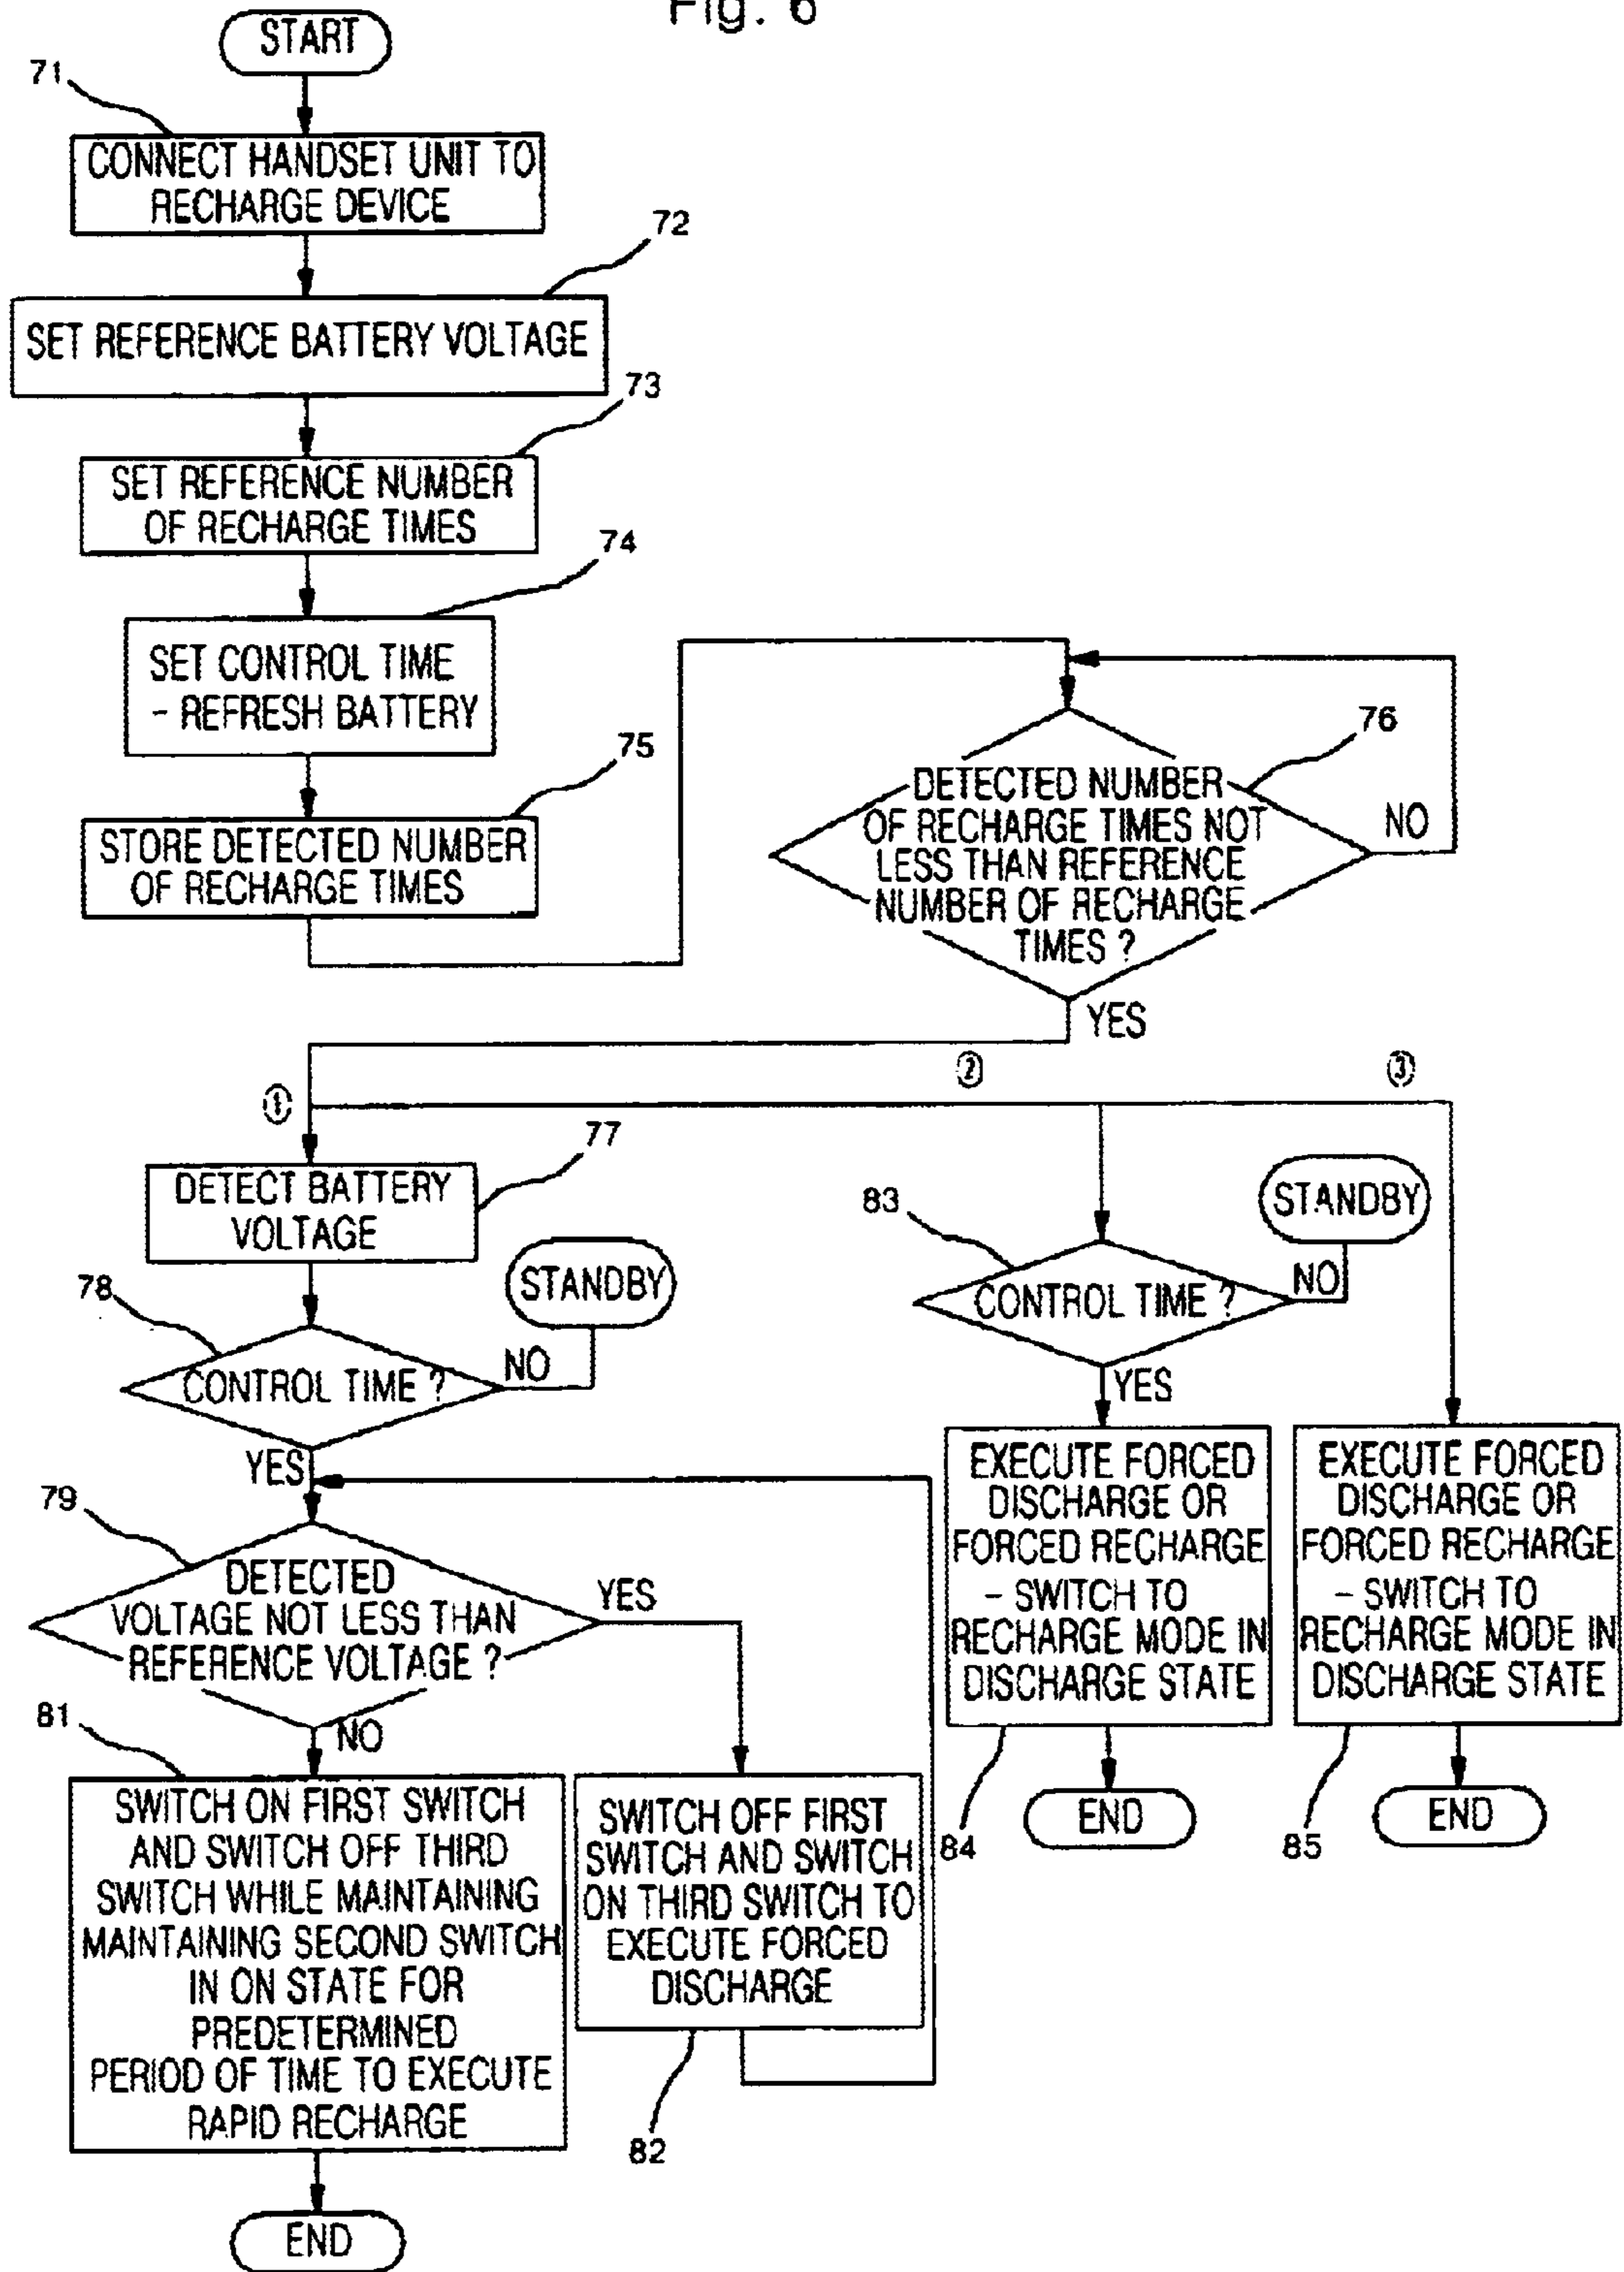 Fig. 6
START
71
CONNECT HANDSET UNIT TO
RECHARGE DEVICE
72
SET REFERENCE BATTERY VOLTAGE
73
SET REFERENCE NUMBER
OF RECHARGE TIMES
74
SET CONTROL TIME
- REFRESH BATTERY
75
STORE DETECTED NUMBER
OF RECHARGE TIMES
76
DETECTED NUMBER
OF RECHARGE TIMES NOT
LESS THAN REFERENCE
NUMBER OF RECHARGE
TIMES ?
NO
YES
①
②
③
77
DETECT BATTERY
VOLTAGE
STANDBY
78
CONTROL TIME ?
NO
YES
79
DETECTED
VOLTAGE NOT LESS THAN
REFERENCE VOLTAGE ?
YES
NO
81
SWITCH ON FIRST SWITCH
AND SWITCH OFF THIRD
SWITCH WHILE MAINTAINING
MAINTAINING SECOND SWITCH
IN ON STATE FOR
PREDETERMINED
PERIOD OF TIME TO EXECUTE
RAPID RECHARGE
END
SWITCH OFF FIRST
SWITCH AND SWITCH
ON THIRD SWITCH TO
EXECUTE FORCED
DISCHARGE
82
83
CONTROL TIME ?
STANDBY
NO
YES
EXECUTE FORCED
DISCHARGE OR
FORCED RECHARGE
- SWITCH TO
RECHARGE MODE IN
DISCHARGE STATE
84
END
EXECUTE FORCED
DISCHARGE OR
FORCED RECHARGE
- SWITCH TO
RECHARGE MODE IN
DISCHARGE STATE
85
END